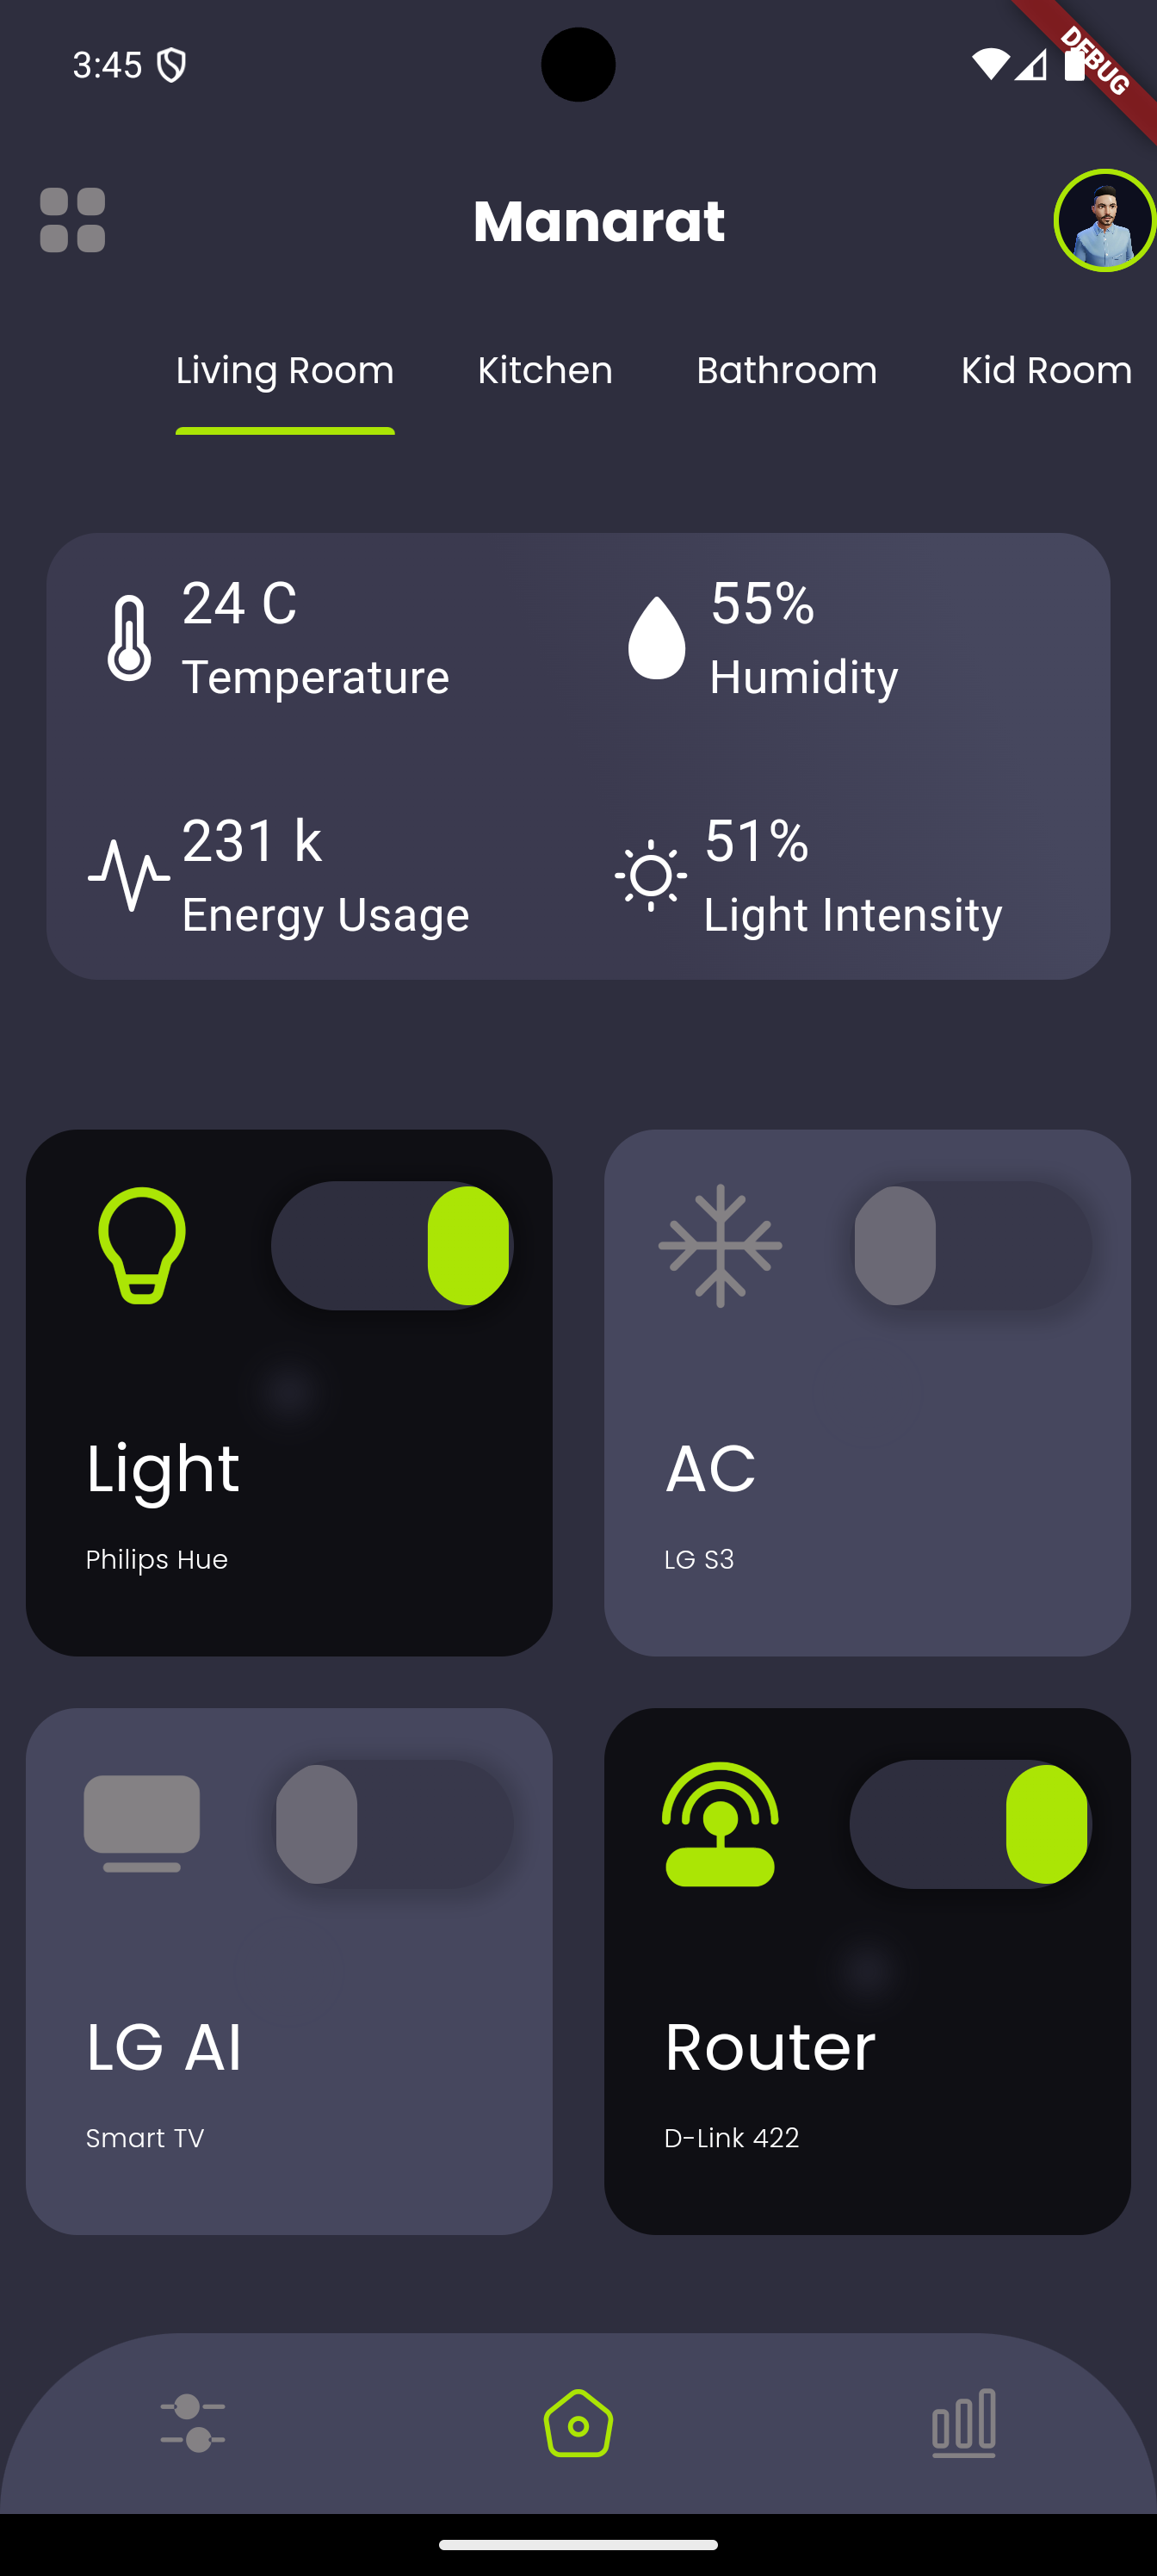 3:45
DEBUG
Manarat
Living Room Kitchen Bathroom Kid Room
24 C
Temperature
55%
Humidity
231 k
Energy Usage
51%
Light Intensity
Light
Philips Hue
AC
LG S3
LG AI
Smart TV
Router
D-Link 422